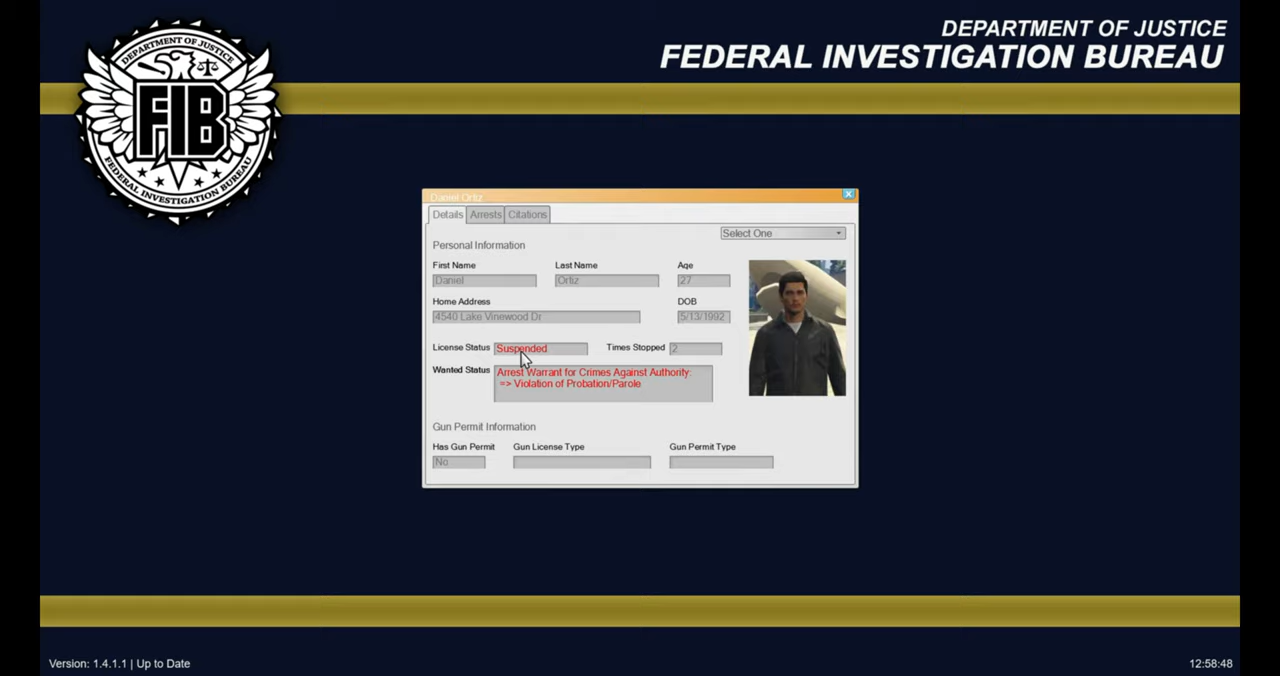 DEPARTMENT OF JUSTICE
FEDERAL INVESTIGATION BUREAU
DEPARTMENT OF JUSTICE
FIB
FEDERAL INVESTIGATION BUREAU
Daniel Ortiz
Details Arrests Citations
Select One
Personal Information
First Name Last Name Age
Daniel Ortiz 27
Home Address DOB
4540 Lake Vinewood Dr 5/13/1992
License Status Suspended Times Stopped 2
Wanted Status Arrest Warrant for Crimes Against Authority:
=> Violation of Probation/Parole
Gun Permit Information
Has Gun Permit Gun License Type Gun Permit Type
No
Version: 1.4.1.1 | Up to Date
12:58:48